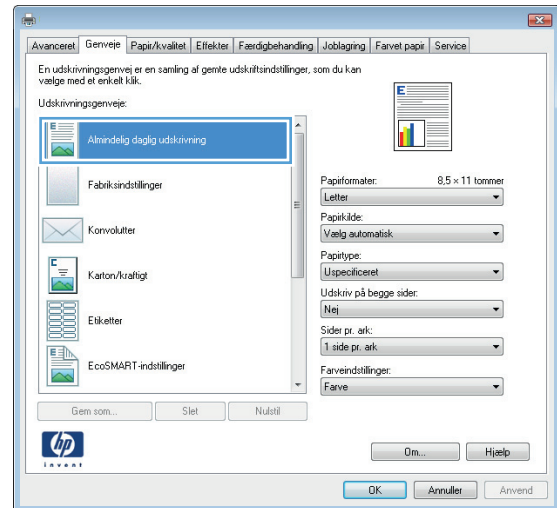 Avanceret Genveje Papir/kvalitet Effekter Færdigbehandling Joblagring Farvet papir Service
En udskrivningsgenvej er en samling af gemte udskriftsindstillinger, som du kan
vælge med et enkelt klik.
Udskrivningsgenveje:
Almindelig daglig udskrivning
Fabriksindstillinger
Konvolutter
Karton/kraftigt
Etiketter
EcoSMART-indstillinger
Gem som... Slet Nulstil
E
Papirformater: 8,5 × 11 tommer
Letter
Papirkilde:
Vælg automatisk
Papirtype:
Uspecificeret
Udskriv på begge sider:
Nej
Sider pr. ark:
1 side pr. ark
Farveindstillinger:
Farve
hp
invent
Om... Hjælp
OK Annuller Anvend